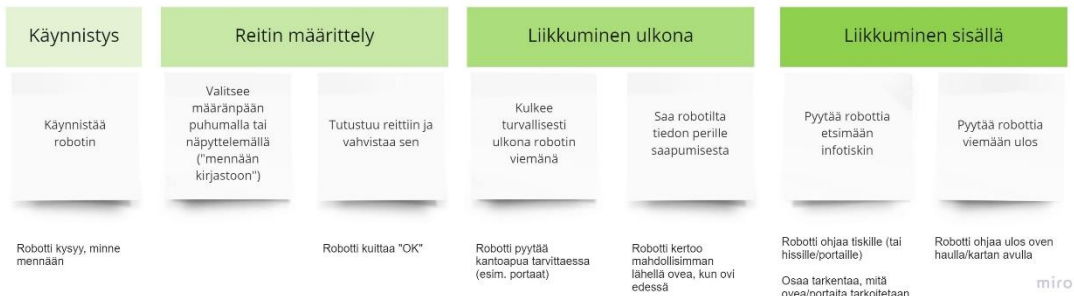 Käynnistys
Reitin määrittely
Liikkuminen ulkona
Liikkuminen sisällä
Käynnistää
robotin
Valitsee
määränpään
puhumalla tai
näpyttelemällä
("mennään
kirjastoon")
Tutustuu reittiin ja
vahvistaa sen
Kulkee
turvallisesti
ulkona robotin
viemänä
Saa robotilta
tiedon perille
saapumisesta
Pyytää robottia
etsimään
infotiskin
Pyytää robottia
viemään ulos
Robotti kysyy, minne
mennään
Robotti kuittaa "OK"
Robotti pyytää
kantoapua tarvittaessa
(esim. portaat)
Robotti kertoo
mahdollisimman
lähellä ovea, kun ovi
edessä
Robotti ohjaa tiskille (tai
hissille/portaille)
Osaa tarkentaa, mitä
ovea/portaita tarkoitetaan
Robotti ohjaa ulos oven
haulla/kartan avulla
miro